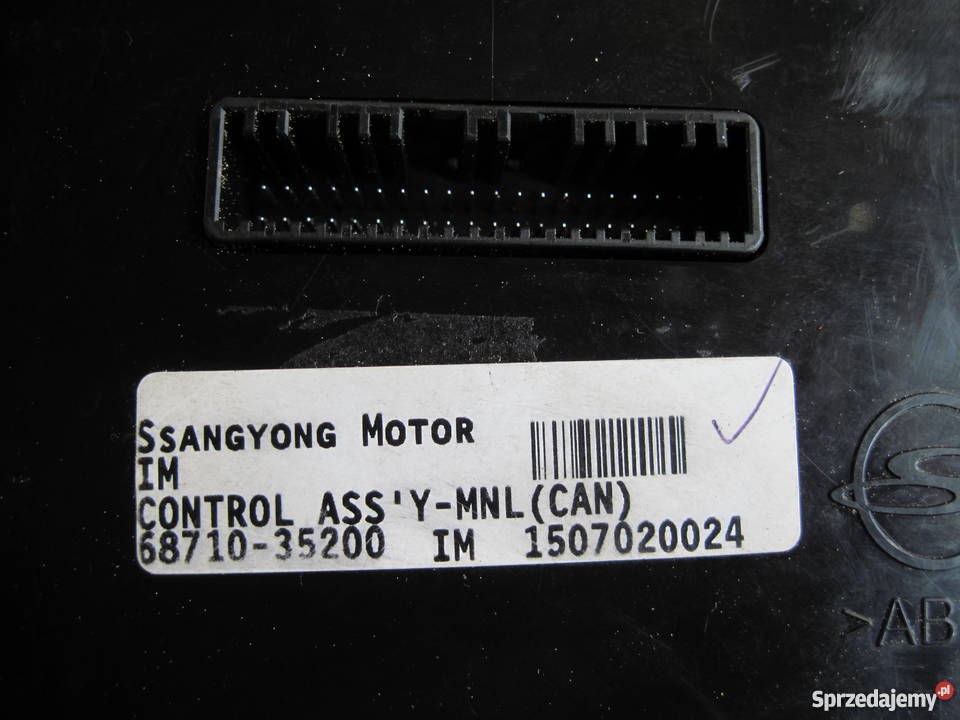 SSANGYONG MOTOR
IM
CONTROL ASS'Y-MNL(CAN)
68710-35200 IM 1507020024
>AB
Sprzedajemy.pl